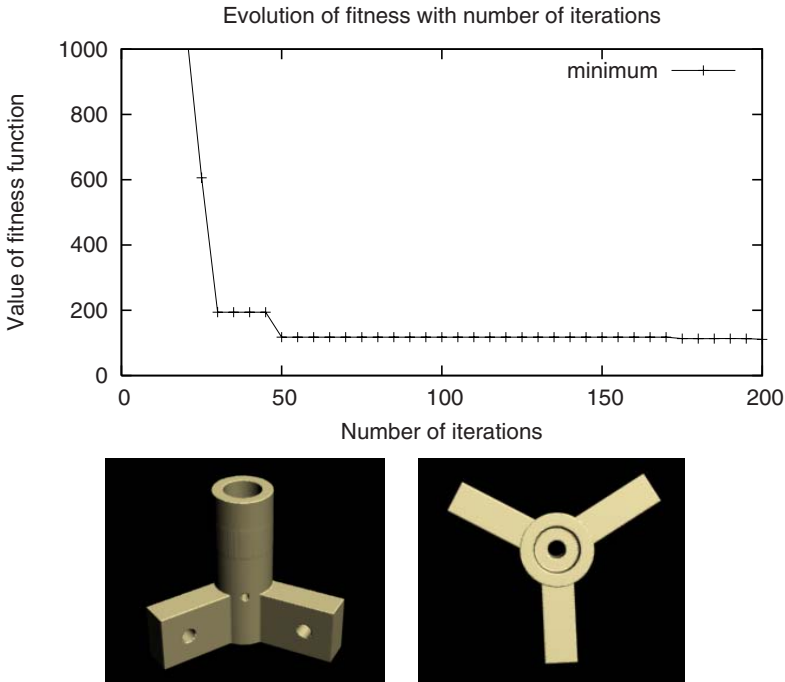 Evolution of fitness with number of iterations
minimum
Value of fitness function
1000
800
600
400
200
0
0 50 100 150 200
Number of iterations